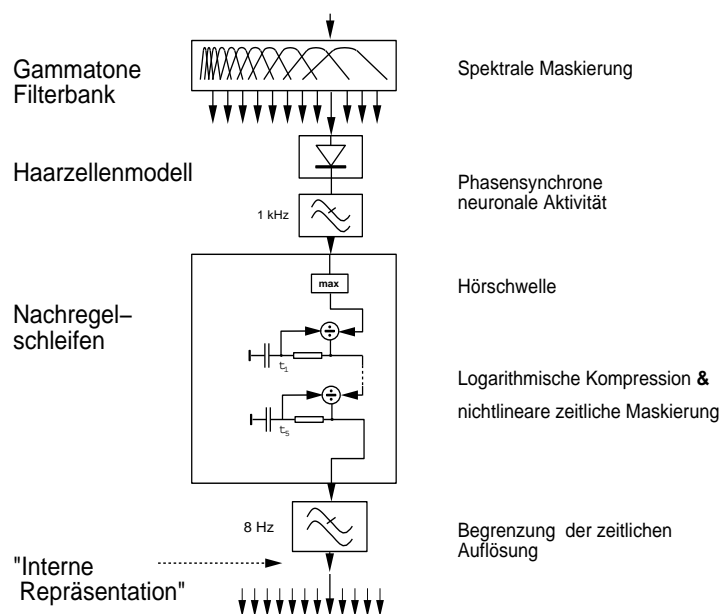 Gammatone
Filterbank
Spektrale Maskierung
Haarzellenmodell
1 kHz
Phasensynchrone
neuronale Aktivität
max
Hörschwelle
Nachregel–
schleifen
÷
τ₁
÷
τ₅
Logarithmische Kompression &
nichtlineare zeitliche Maskierung
8 Hz
Begrenzung der zeitlichen
Auflösung
"Interne
Repräsentation"